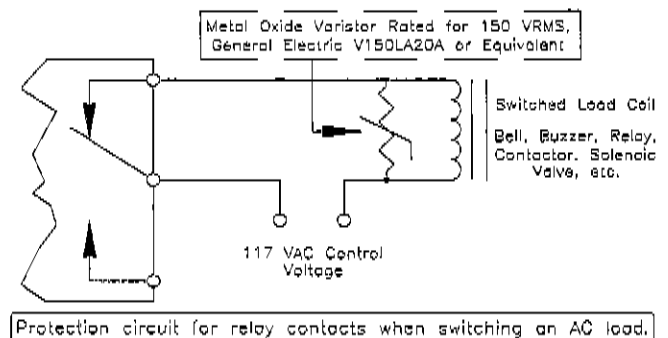 Metal Oxide Varistor Rated for 150 VRMS,
General Electric V150LA20A or Equivalent
Switched Load Coil
Bell, Buzzer, Relay,
Contactor. Solenoid
Valve, etc.
117 VAC Control
Voltage
Protection circuit for relay contacts when switching an AC load.